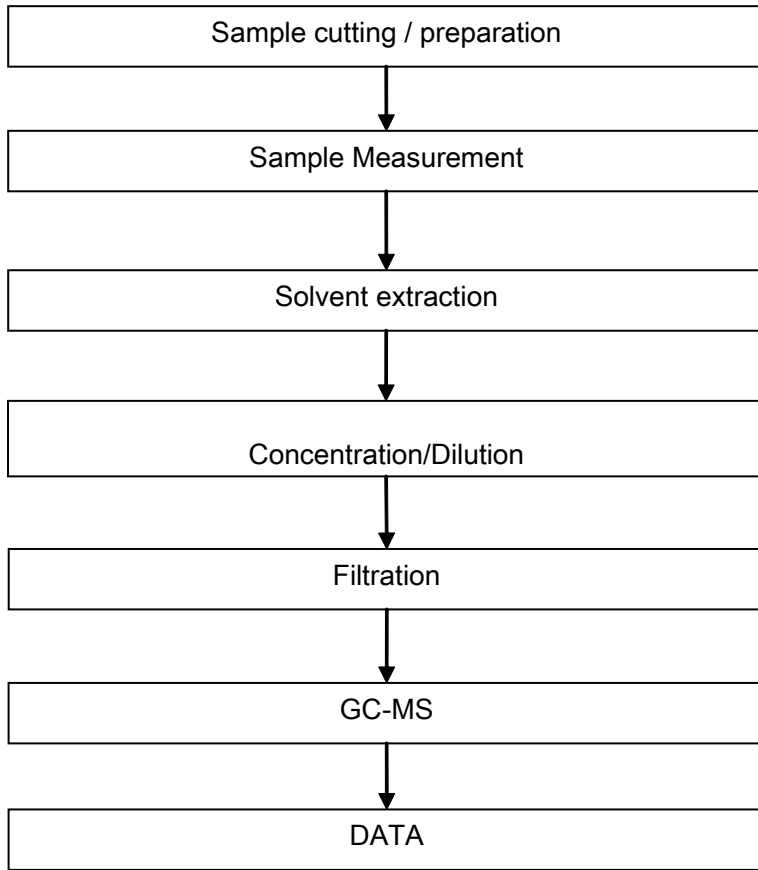 Sample cutting / preparation
Sample Measurement
Solvent extraction
Concentration/Dilution
Filtration
GC-MS
DATA